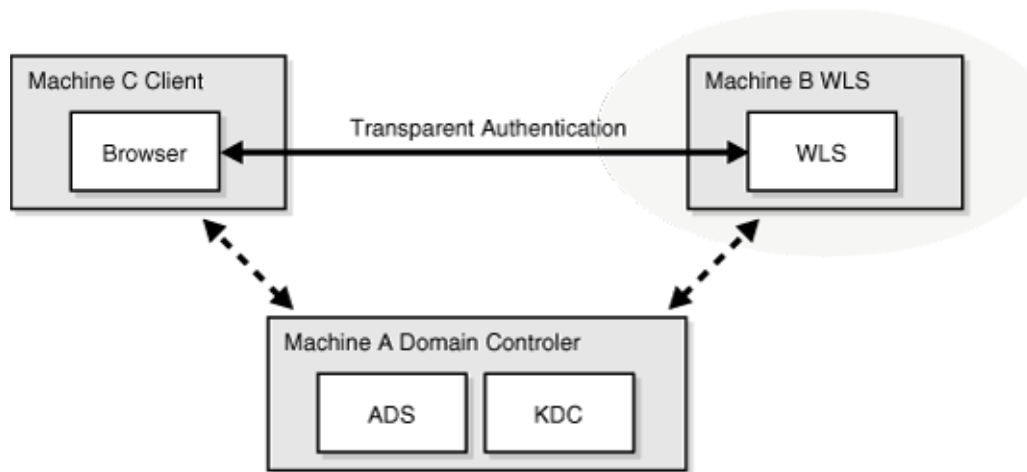 Machine C Client
Browser
Transparent Authentication
Machine B WLS
WLS
Machine A Domain Controler
ADS
KDC